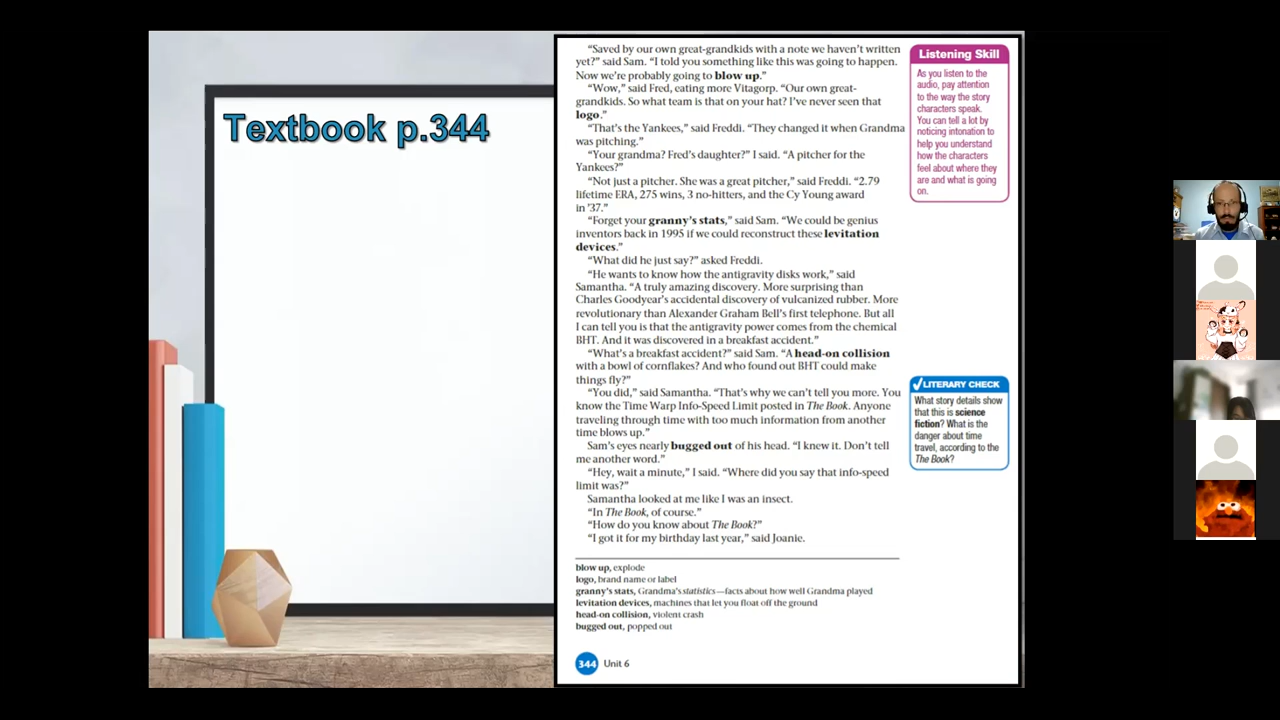 Textbook p.344
“Saved by our own great-grandkids with a note we haven’t written
yet?” said Sam. “I told you something like this was going to happen.
Now we’re probably going to blow up.”
“Wow,” said Fred, eating more Vitagorp. “Our own great-
grandkids. So what team is that on your hat? I’ve never seen that
logo.”
“That’s the Yankees,” said Freddi. “They changed it when Grandma
was pitching.”
“Your grandma? Fred’s daughter?” I said. “A pitcher for the
Yankees?”
“Not just a pitcher. She was a great pitcher,” said Freddi. “2.79
lifetime ERA, 275 wins, 3 no-hitters, and the Cy Young award
in ’37.”
“Forget your granny’s stats,” said Sam. “We could be genius
inventors back in 1995 if we could reconstruct these levitation
devices.”
“What did he just say?” asked Freddi.
“He wants to know how the antigravity disks work,” said
Samantha. “A truly amazing discovery. More surprising than
Charles Goodyear’s accidental discovery of vulcanized rubber. More
revolutionary than Alexander Graham Bell’s first telephone. But all
I can tell you is that the antigravity power comes from the chemical
BHT. And it was discovered in a breakfast accident.”
“What’s a breakfast accident?” said Sam. “A head-on collision
with a bowl of cornflakes? And who found out BHT could make
things fly?”
“You did,” said Samantha. “That’s why we can’t tell you more. You
know the Time Warp Info-Speed Limit posted in The Book. Anyone
traveling through time with too much information from another
time blows up.”
Sam’s eyes nearly bugged out of his head. “I knew it. Don’t tell
me another word.”
“Hey, wait a minute,” I said. “Where did you say that info-speed
limit was?”
Samantha looked at me like I was an insect.
“In The Book, of course.”
“How do you know about The Book?”
“I got it for my birthday last year,” said Joanie.
blow up, explode
logo, brand name or label
granny’s stats, Grandma’s statistics—facts about how well Grandma played
levitation devices, machines that let you float off the ground
head-on collision, violent crash
bugged out, popped out
344 Unit 6
Listening Skill
As you listen to the
audio, pay attention
to the way the story
characters speak.
You can tell a lot by
noticing intonation to
help you understand
how the characters
feel about where they
are and what is going
on.
LITERARY CHECK
What story details show
that this is science
fiction? What is the
danger about time
travel, according to the
The Book?